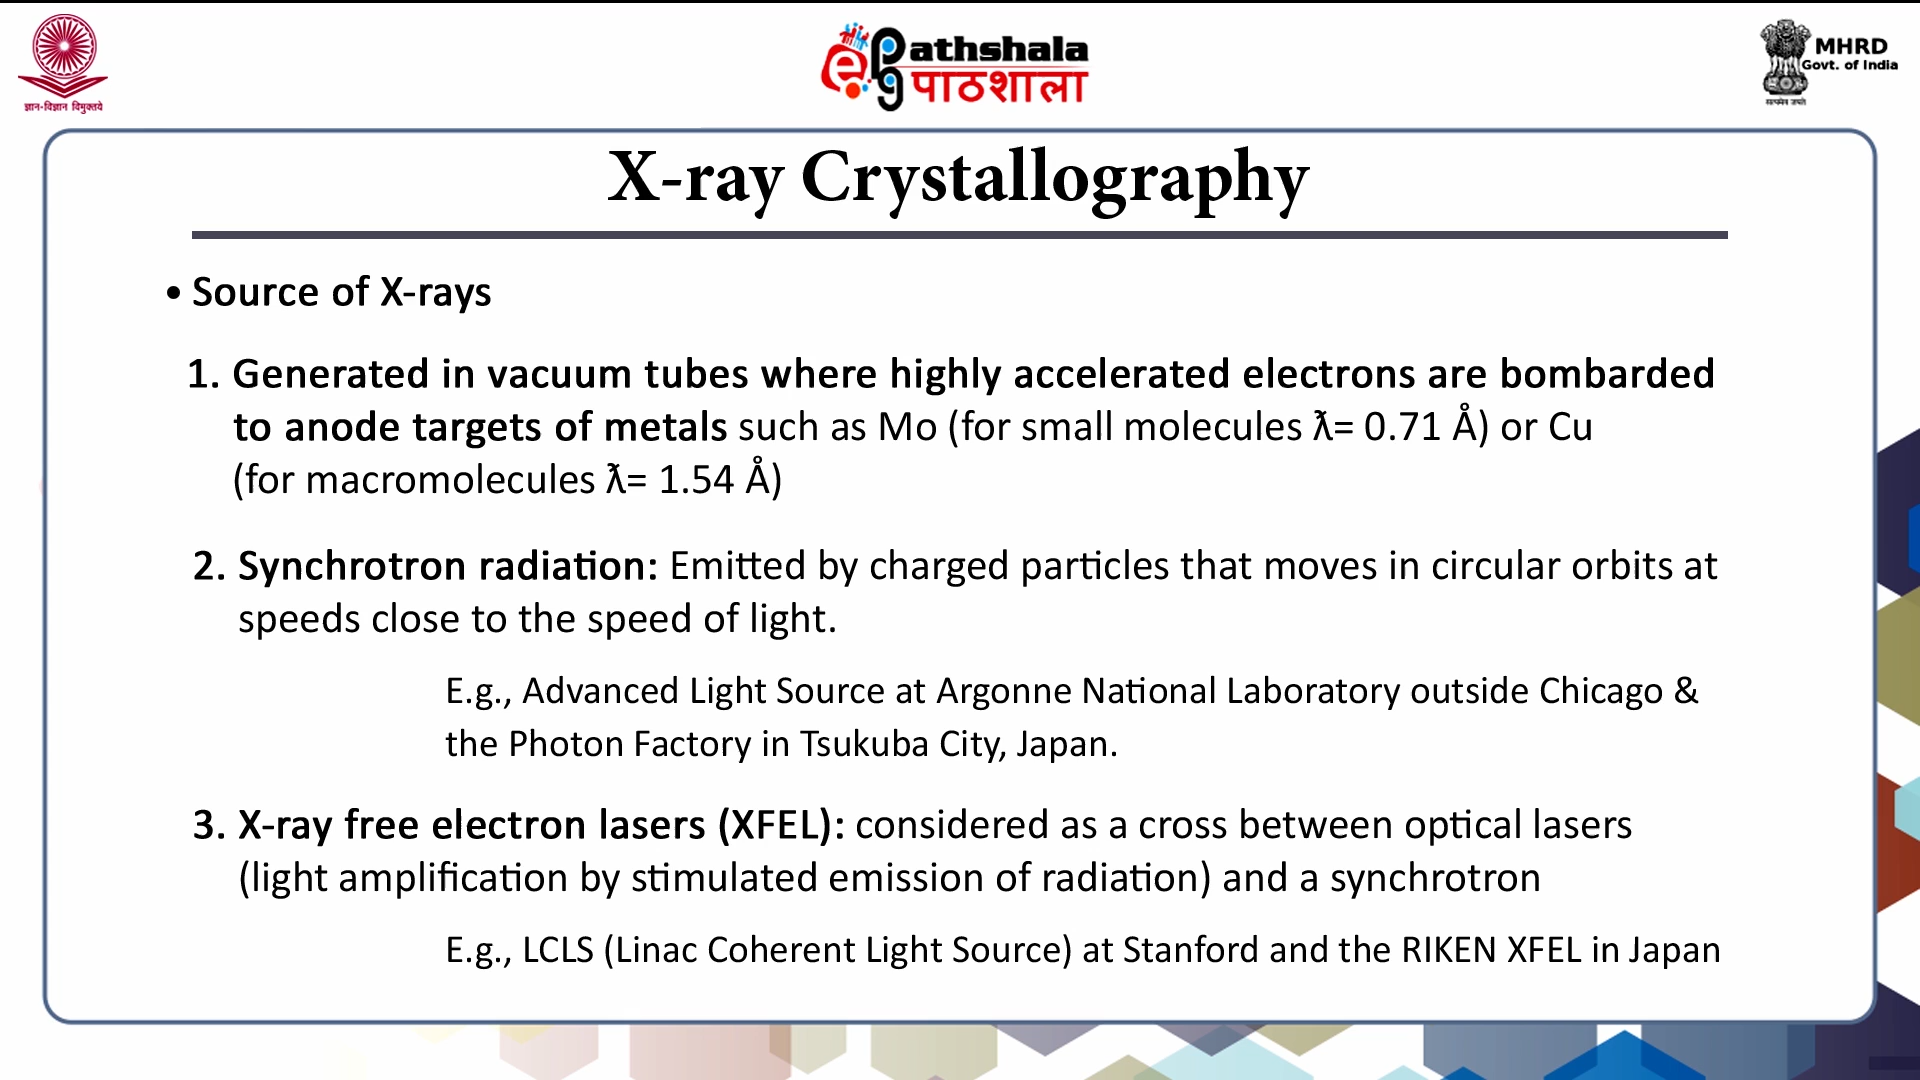 ज्ञान-विज्ञान विमुक्तये
ePathshala
पाठशाला
MHRD
Govt. of India
सत्यमेव जयते
X-ray Crystallography
• Source of X-rays
1. Generated in vacuum tubes where highly accelerated electrons are bombarded
to anode targets of metals such as Mo (for small molecules ƛ= 0.71 Å) or Cu
(for macromolecules ƛ= 1.54 Å)
2. Synchrotron radiation: Emitted by charged particles that moves in circular orbits at
speeds close to the speed of light.
E.g., Advanced Light Source at Argonne National Laboratory outside Chicago &
the Photon Factory in Tsukuba City, Japan.
3. X-ray free electron lasers (XFEL): considered as a cross between optical lasers
(light amplification by stimulated emission of radiation) and a synchrotron
E.g., LCLS (Linac Coherent Light Source) at Stanford and the RIKEN XFEL in Japan